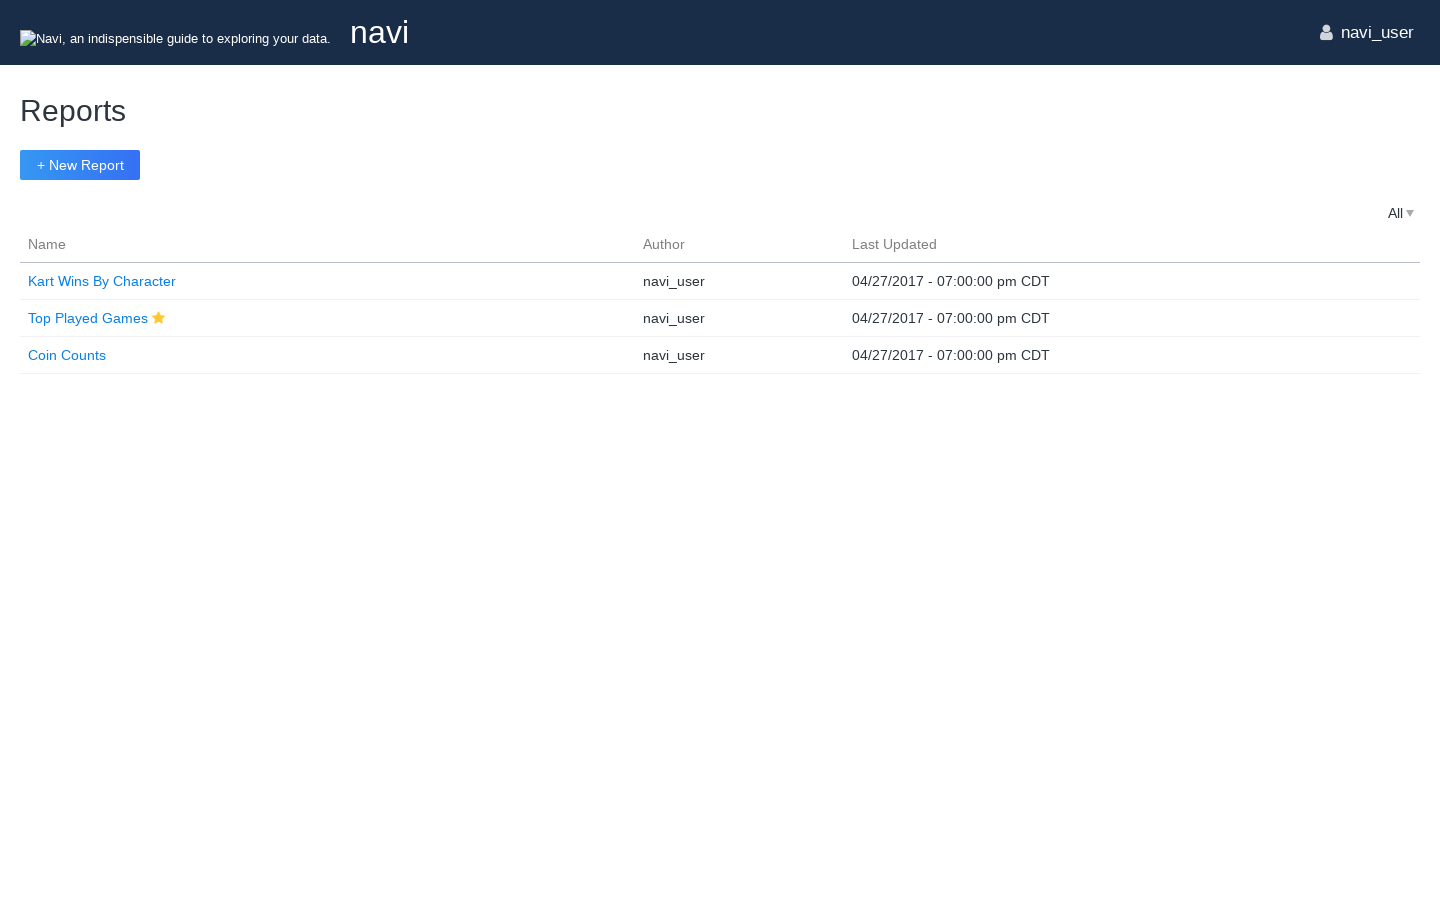 Navi, an indispensible guide to exploring your data.
navi
navi_user
Reports
+ New Report
All
Name Author Last Updated
Kart Wins By Character navi_user 04/27/2017 - 07:00:00 pm CDT
Top Played Games navi_user 04/27/2017 - 07:00:00 pm CDT
Coin Counts navi_user 04/27/2017 - 07:00:00 pm CDT